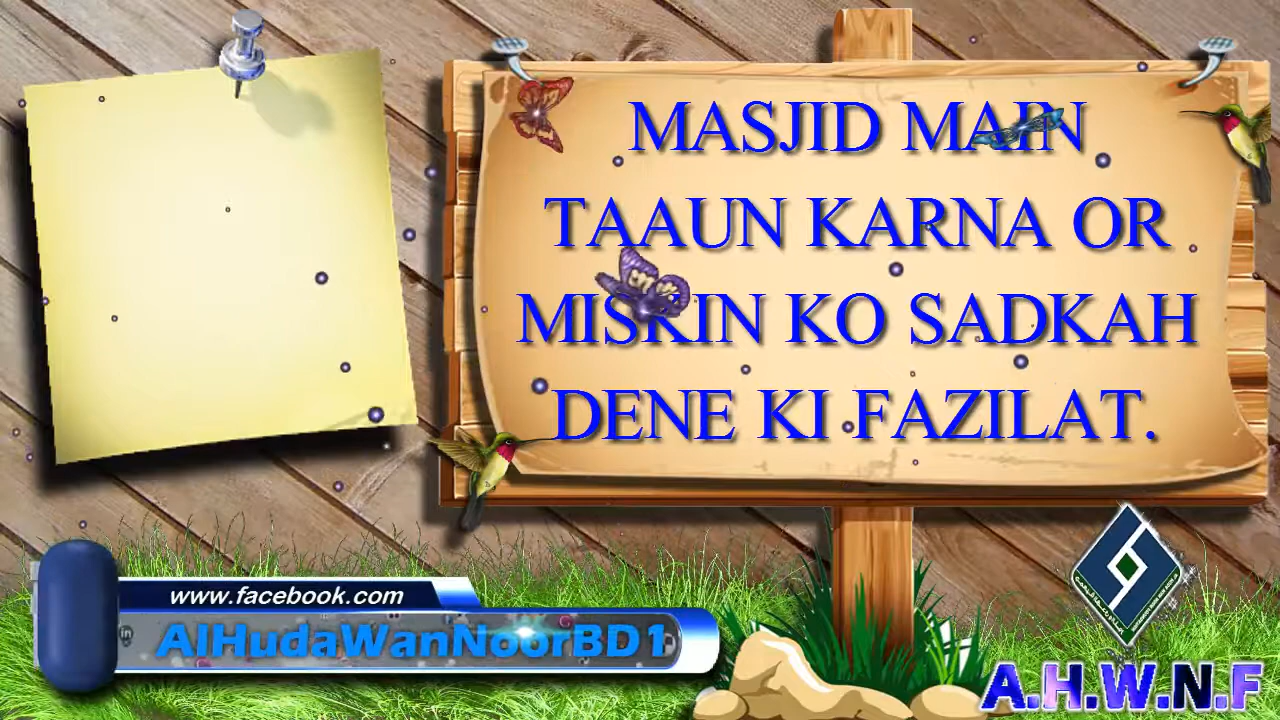 MASJID MAIN
TAAUN KARNA OR
MISKIN KO SADKAH
DENE KI FAZILAT.
www.facebook.com
AlHudaWanNoorBD1
A.H.W.N.F